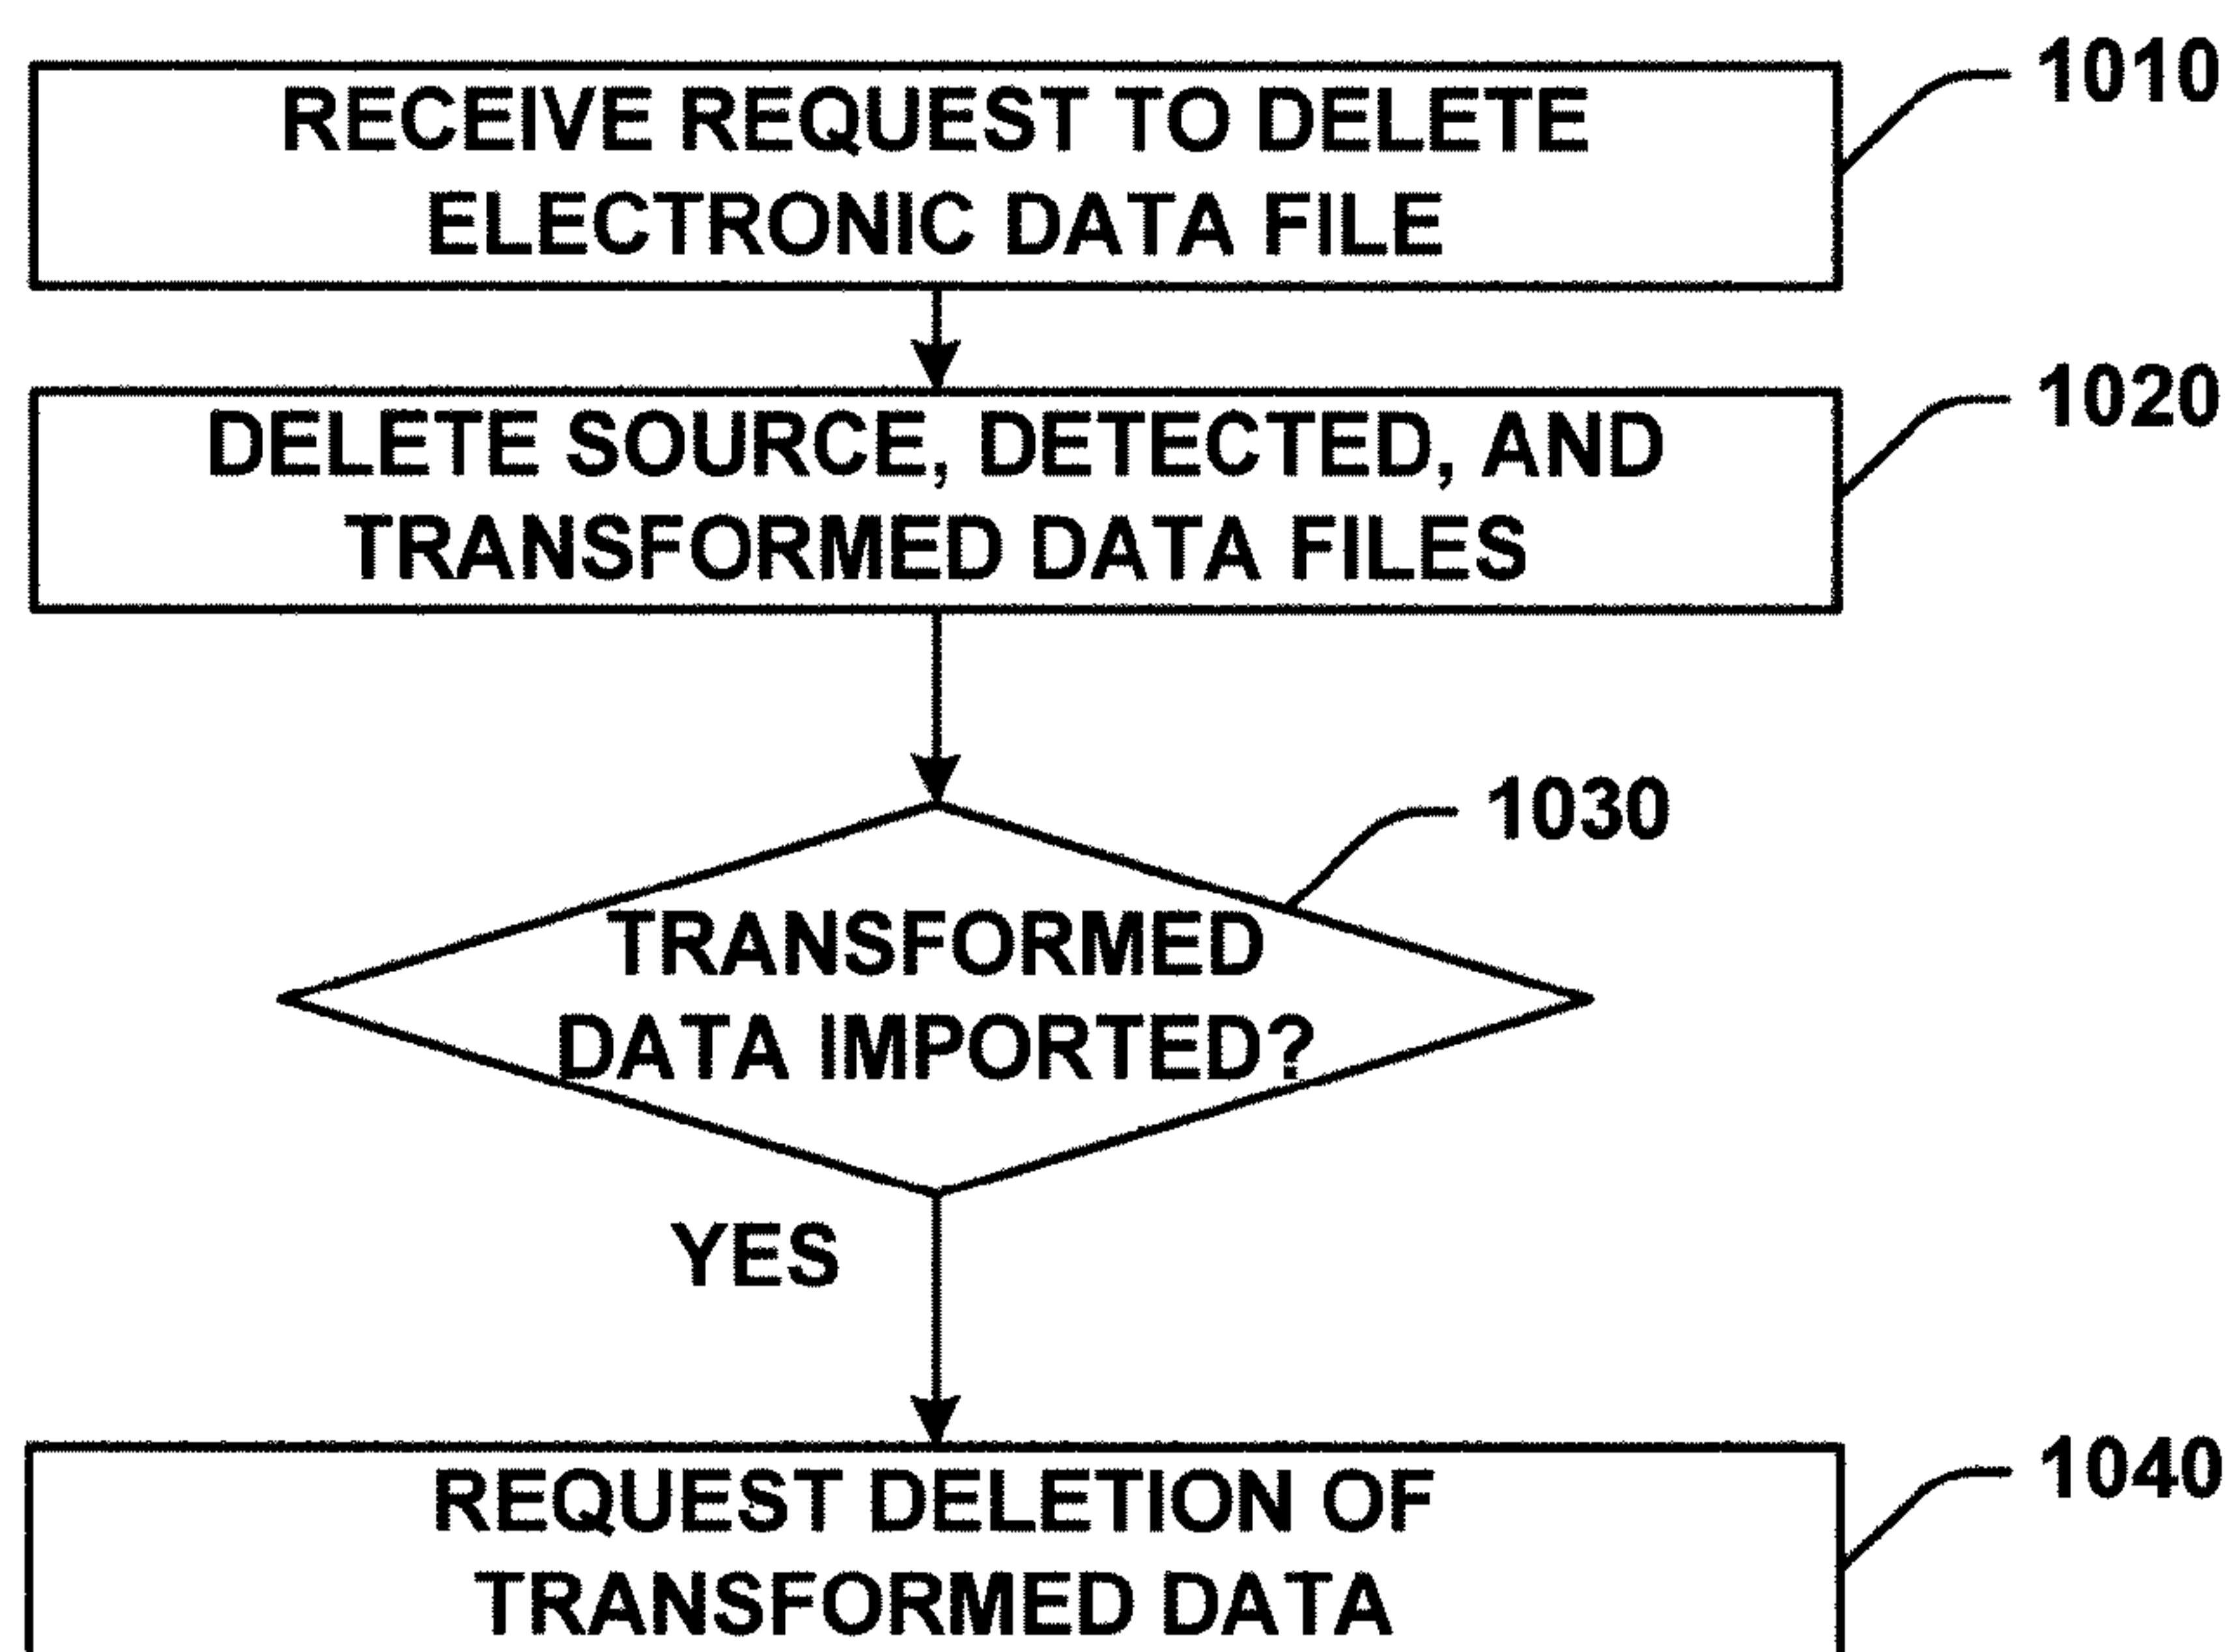 1010
RECEIVE REQUEST TO DELETE
ELECTRONIC DATA FILE
1020
DELETE SOURCE, DETECTED, AND
TRANSFORMED DATA FILES
1030
TRANSFORMED
DATA IMPORTED?
YES
1040
REQUEST DELETION OF
TRANSFORMED DATA